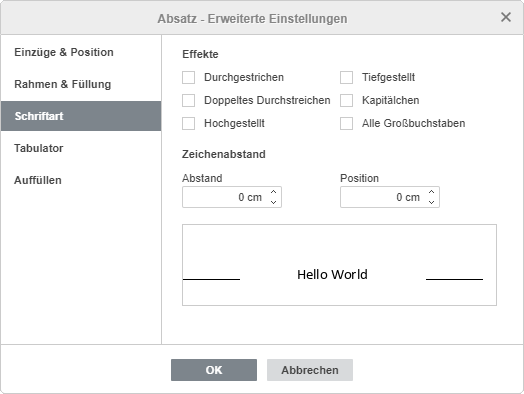 Absatz - Erweiterte Einstellungen
Einzüge & Position
Rahmen & Füllung
Schriftart
Tabulator
Auffüllen
Effekte
Durchgestrichen
Tiefgestellt
Doppeltes Durchstreichen
Kapitälchen
Hochgestellt
Alle Großbuchstaben
Zeichenabstand
Abstand
Position
0 cm
0 cm
Hello World
OK
Abbrechen